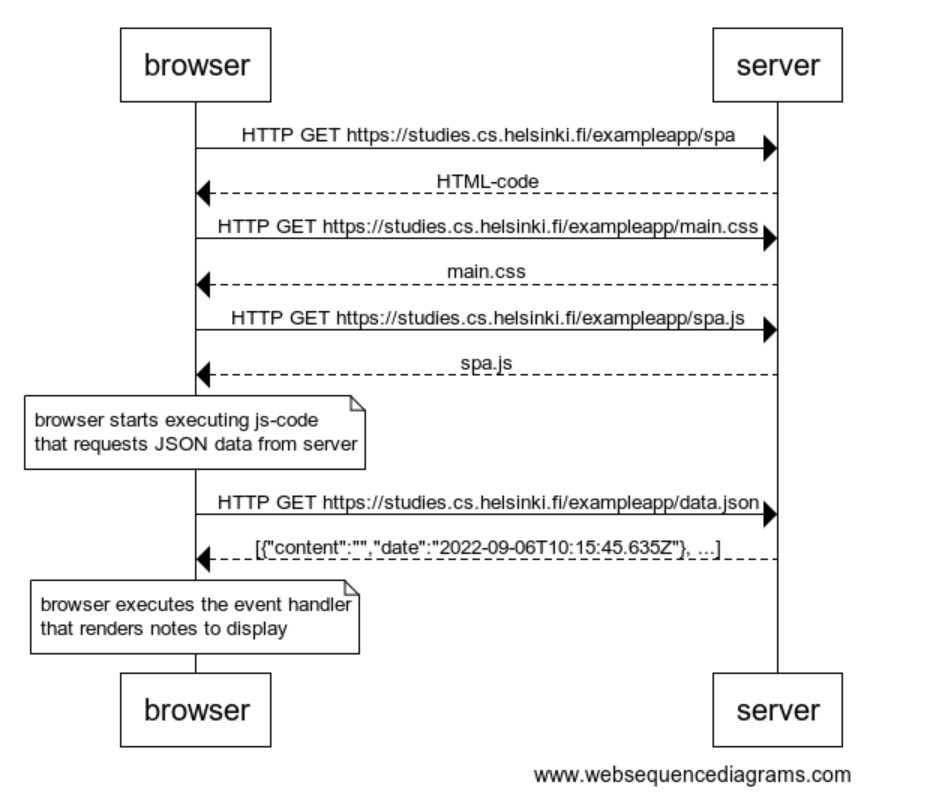 browser
server
HTTP GET https://studies.cs.helsinki.fi/exampleapp/spa
HTML-code
HTTP GET https://studies.cs.helsinki.fi/exampleapp/main.css
main.css
HTTP GET https://studies.cs.helsinki.fi/exampleapp/spa.js
spa.js
browser starts executing js-code
that requests JSON data from server
HTTP GET https://studies.cs.helsinki.fi/exampleapp/data.json
[{"content":"","date":"2022-09-06T10:15:45.635Z"}, ...]
browser executes the event handler
that renders notes to display
browser
server
www.websequencediagrams.com